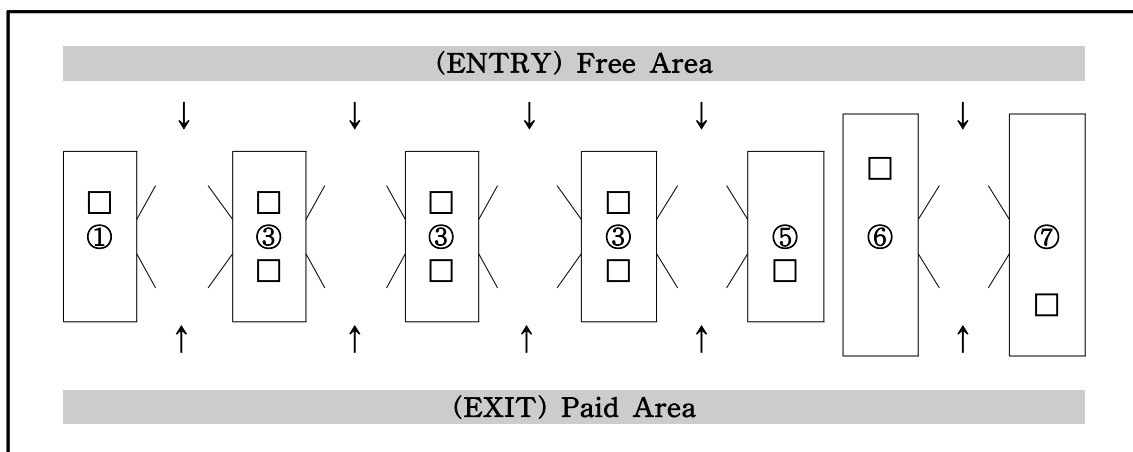 (ENTRY) Free Area
① ③ ③ ③ ⑤ ⑥ ⑦
(EXIT) Paid Area